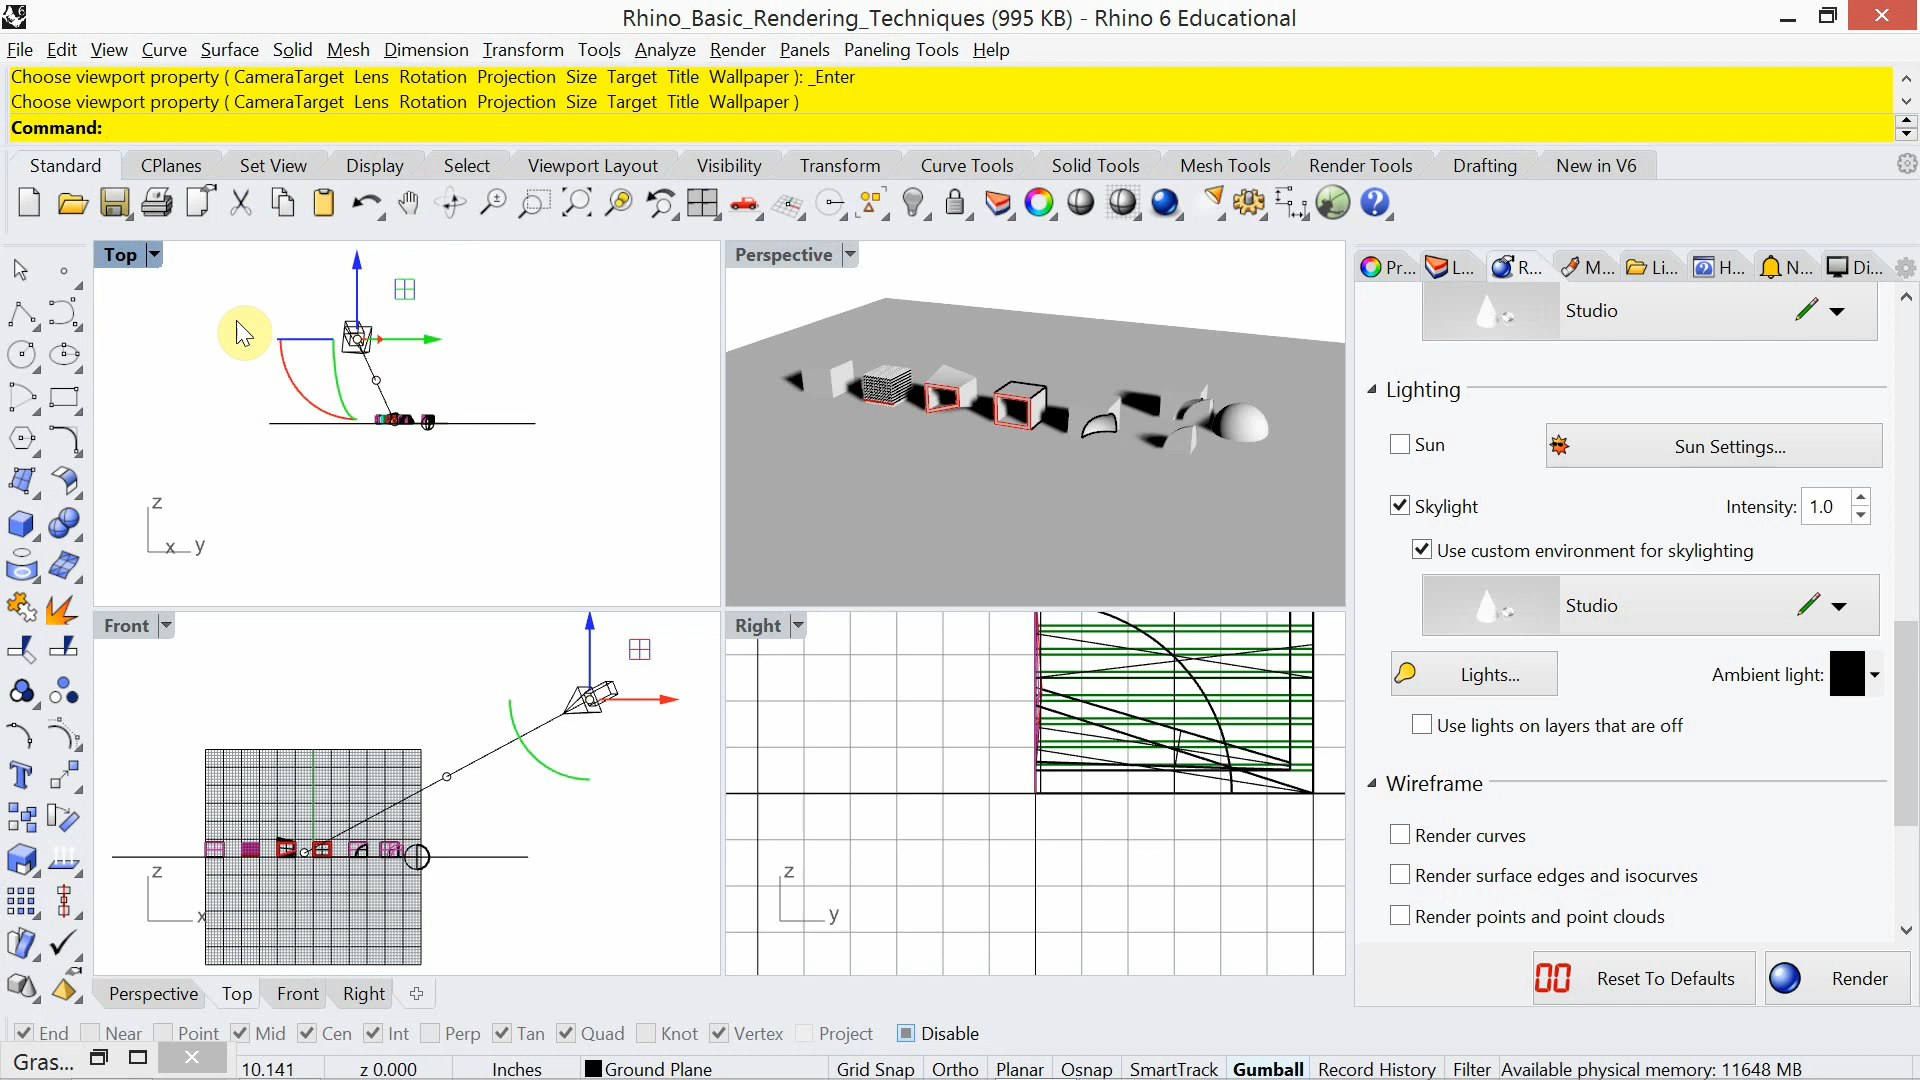 Rhino_Basic_Rendering_Techniques (995 KB) - Rhino 6 Educational
File Edit View Curve Surface Solid Mesh Dimension Transform Tools Analyze Render Panels Paneling Tools Help
Choose viewport property ( CameraTarget Lens Rotation Projection Size Target Title Wallpaper ): _Enter
Choose viewport property ( CameraTarget Lens Rotation Projection Size Target Title Wallpaper )
Command:
Standard CPlanes Set View Display Select Viewport Layout Visibility Transform Curve Tools Solid Tools Mesh Tools Render Tools Drafting New in V6
Top
Perspective
Pr... L... R... M... Li... H... N... Di...
Studio
Lighting
Sun
Sun Settings...
Skylight
Intensity: 1.0
Use custom environment for skylighting
Studio
z
x y
Front
Right
Lights...
Ambient light:
Use lights on layers that are off
Wireframe
Render curves
Render surface edges and isocurves
Render points and point clouds
z
x
z
y
Reset To Defaults
Render
Perspective Top Front Right
End Near Point Mid Cen Int Perp Tan Quad Knot Vertex Project Disable
Gras...
10.141 z 0.000 Inches Ground Plane Grid Snap Ortho Planar Osnap SmartTrack Gumball Record History Filter Available physical memory: 11648 MB